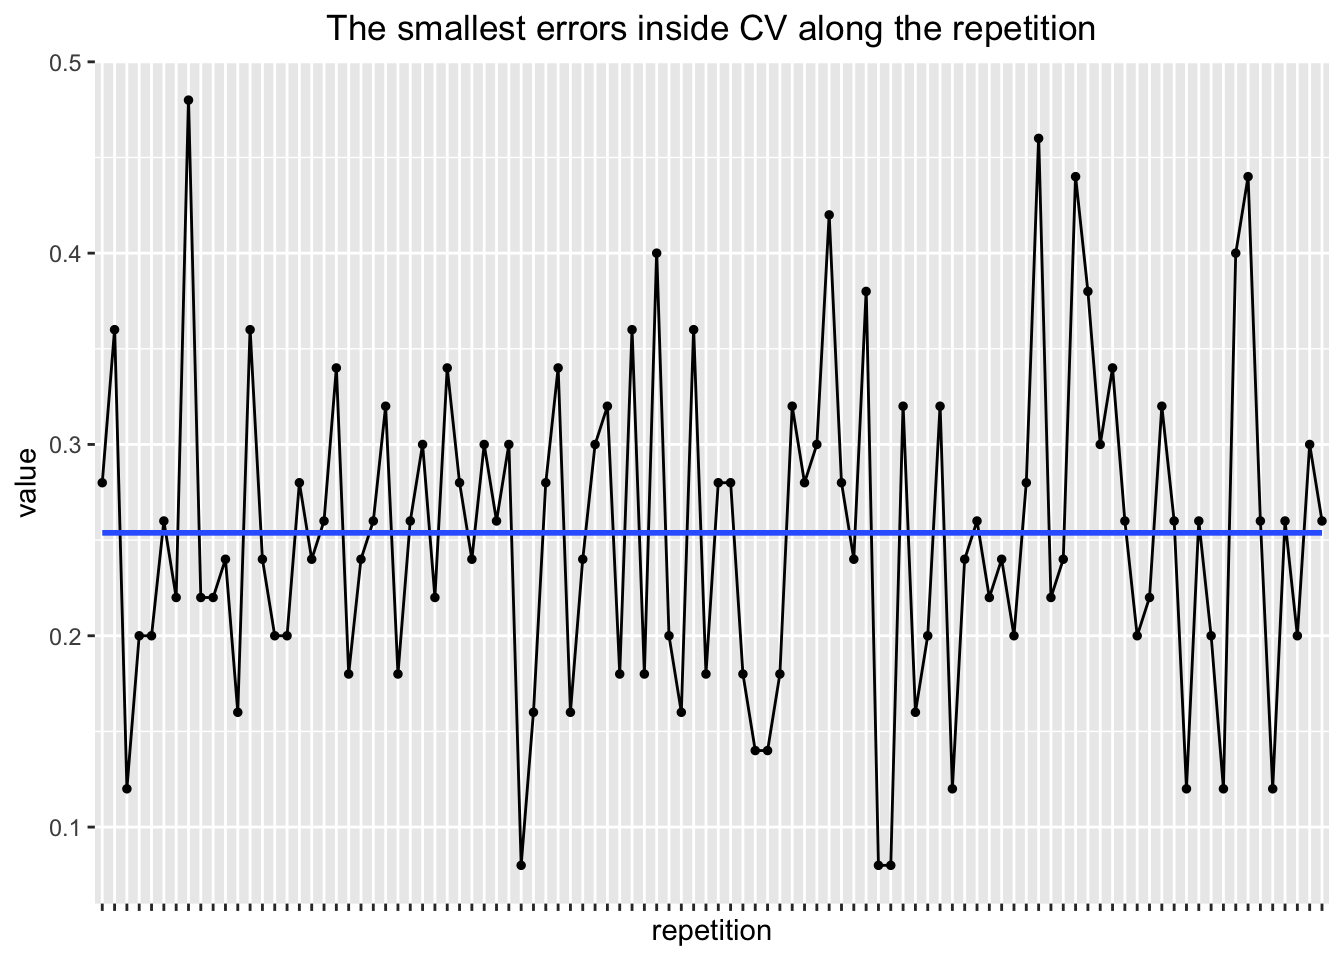 The smallest errors inside CV along the repetition
0.5
0.4
0.3
0.2
0.1
value
repetition